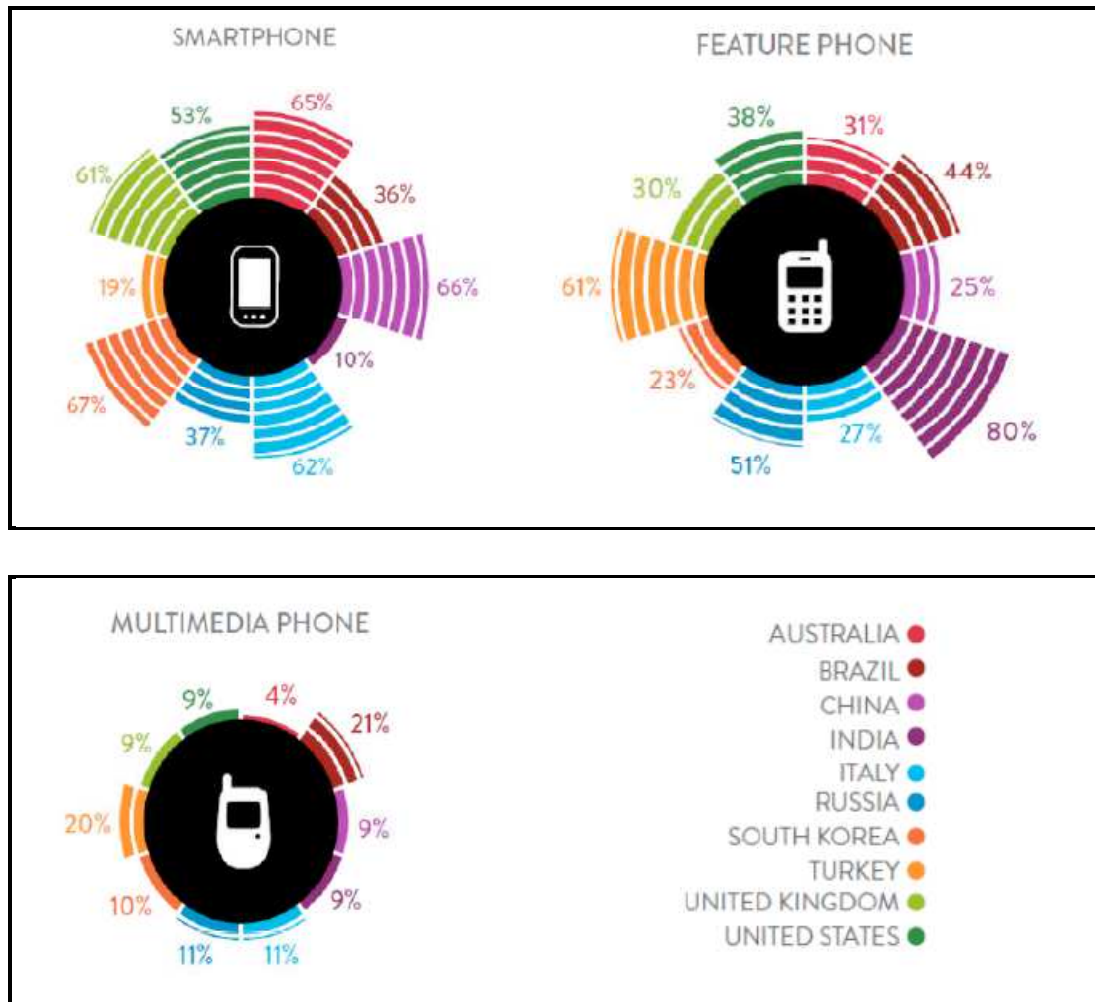 SMARTPHONE
53%
65%
61%
36%
19%
66%
67%
10%
37%
62%
FEATURE PHONE
38%
31%
30%
44%
61%
25%
23%
80%
51%
27%
MULTIMEDIA PHONE
9%
4%
9%
21%
20%
9%
10%
9%
11%
11%
AUSTRALIA
BRAZIL
CHINA
INDIA
ITALY
RUSSIA
SOUTH KOREA
TURKEY
UNITED KINGDOM
UNITED STATES